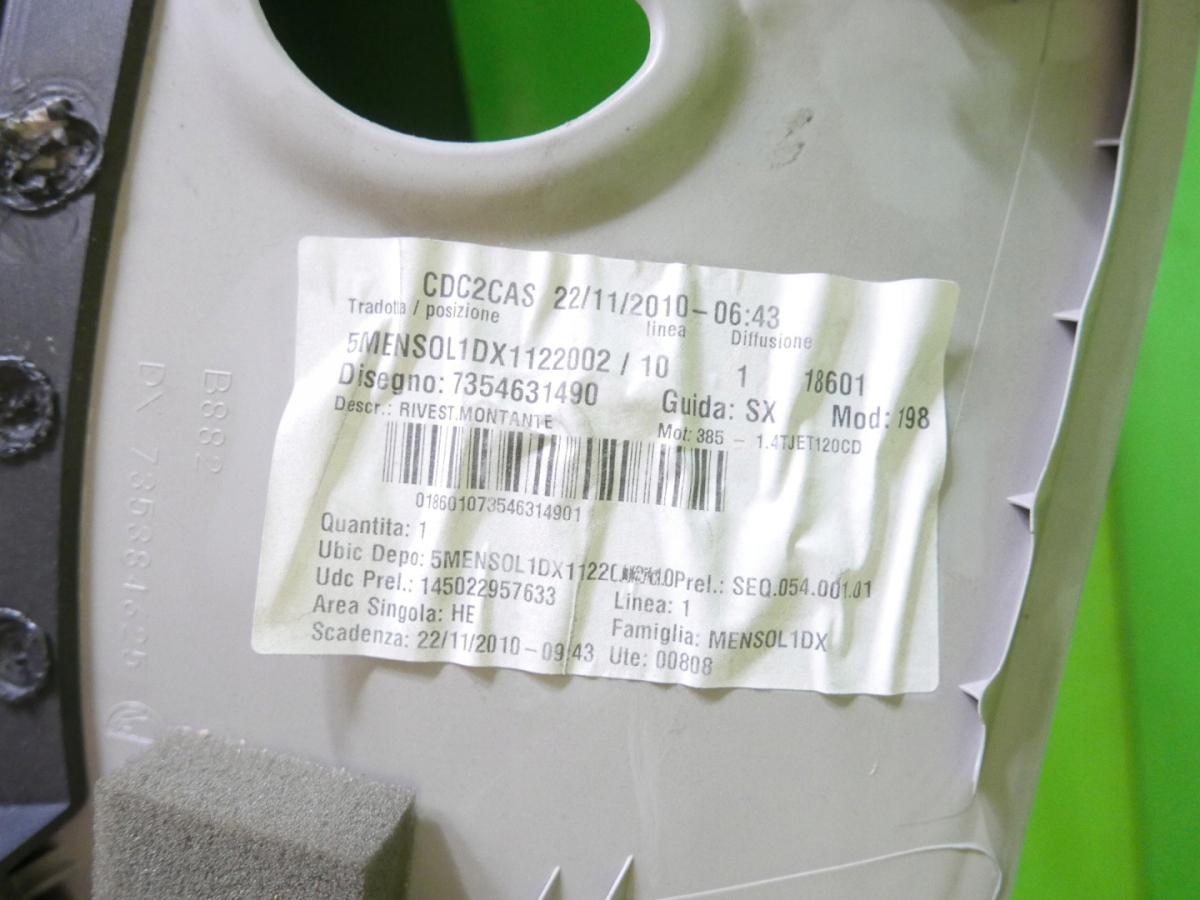 CDC2CAS 22/11/2010-06:43
Tradotta / posizione linea Diffusione
5MENSOL1DX1122002 / 10 1 18601
Disegno: 7354631490 Guida: SX Mod: 198
Descr.: RIVEST.MONTANTE Mot: 385 - 1.4TJET120CD
018601073546314901
Quantita: 1
Ubic Depo: 5MENSOL1DX1122 Prel.: SEQ.054.001.01
Udc Prel.: 145022957633 Linea: 1
Area Singola: HE Famiglia: MENSOL1DX
Scadenza: 22/11/2010-09:43 Ute: 00808
B882
DX